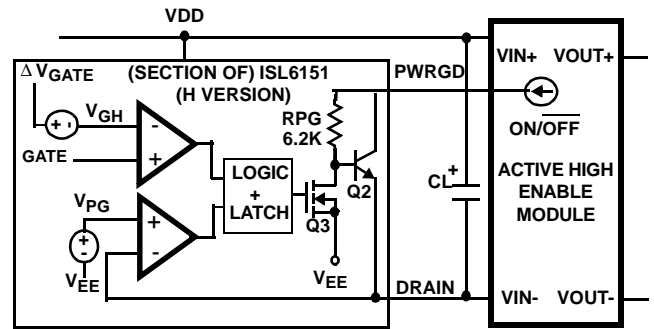 VDD
(SECTION OF) ISL6151
(H VERSION)
Δ VGATE
+ -
VGH
GATE
-
+
VPG
+
-
VEE
+
-
LOGIC
+
LATCH
RPG
6.2K
Q2
Q3
VEE
PWRGD
DRAIN
CL
+
VIN+
VOUT+
ON/OFF
ACTIVE HIGH
ENABLE
MODULE
VIN-
VOUT-